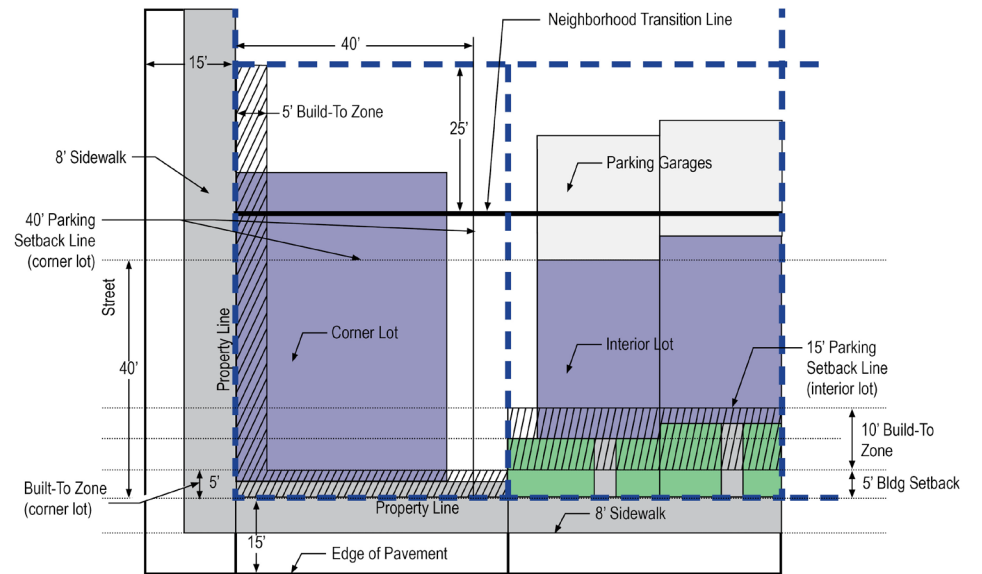 Neighborhood Transition Line
40’
15’
5’ Build-To Zone
25’
8’ Sidewalk
Parking Garages
40’ Parking
Setback Line
(corner lot)
Street
Property Line
Corner Lot
Interior Lot
15’ Parking
Setback Line
(interior lot)
40’
10’ Build-To
Zone
5’
5’ Bldg Setback
Built-To Zone
(corner lot)
Property Line
8’ Sidewalk
15’
Edge of Pavement